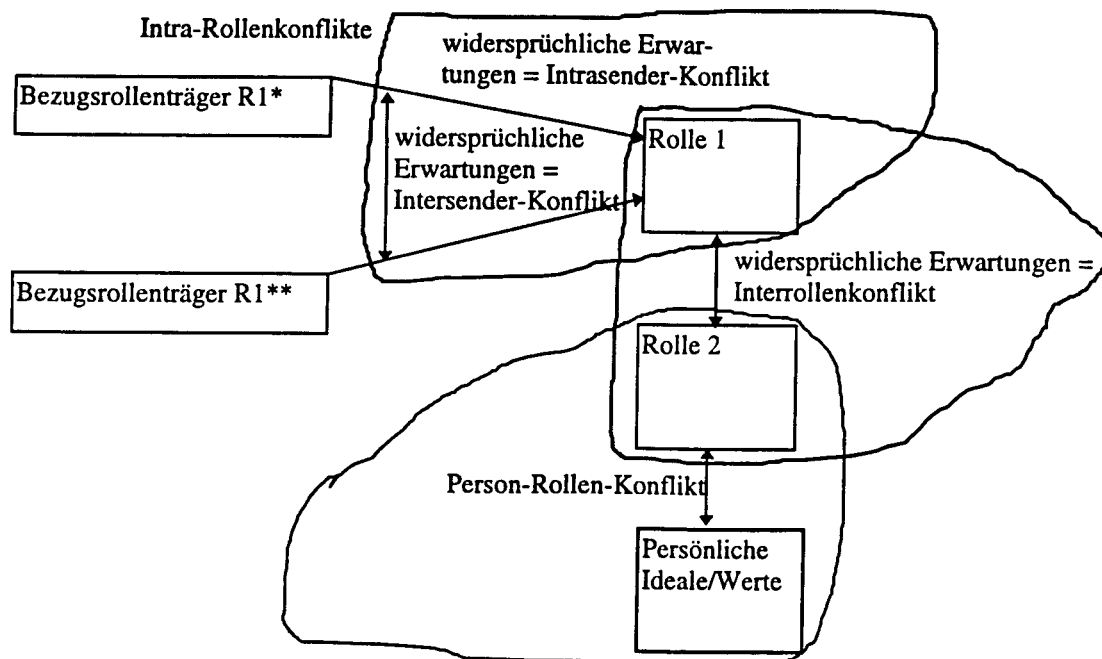 Intra-Rollenkonflikte
widersprüchliche Erwar-
tungen = Intrasender-Konflikt
Bezugsrollenträger R1*
widersprüchliche
Erwartungen =
Intersender-Konflikt
Rolle 1
Bezugsrollenträger R1**
widersprüchliche Erwartungen =
Interrollenkonflikt
Rolle 2
Person-Rollen-Konflikt
Persönliche
Ideale/Werte